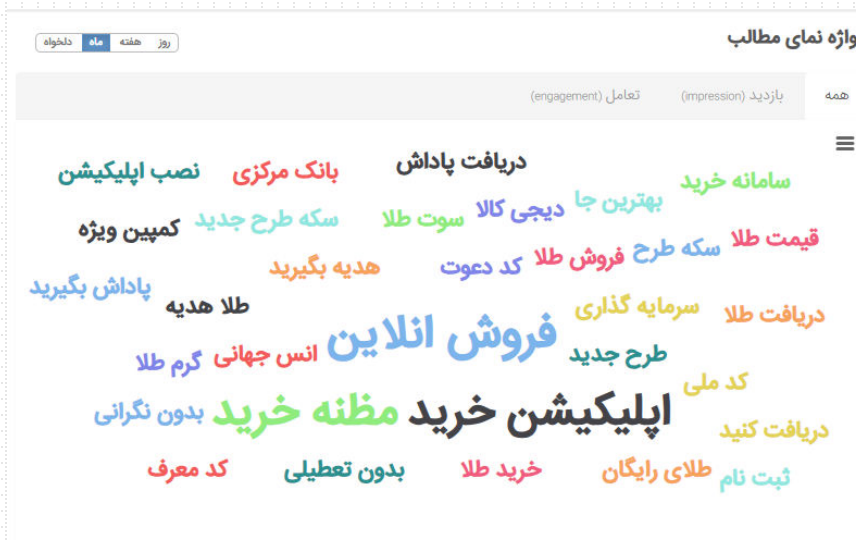 واژه نمای مطالب
روز هفته ماه دلخواه
همه بازدید (impression) تعامل (engagement)
دریافت پاداش
سامانه خرید بانک مرکزی نصب اپلیکیشن
بهترین جا دیجی کالا سوت طلا سکه طرح جدید کمپین ویژه
قیمت طلا سکه طرح فروش طلا کد دعوت هدیه بگیرید
پاداش بگیرید
دریافت طلا سرمایه گذاری طلا هدیه
فروش انلاین
طرح جدید انس جهانی گرم طلا
کد ملی
اپلیکیشن خرید مظنه خرید بدون نگرانی
دریافت کنید
ثبت نام طلای رایگان خرید طلا بدون تعطیلی کد معرف